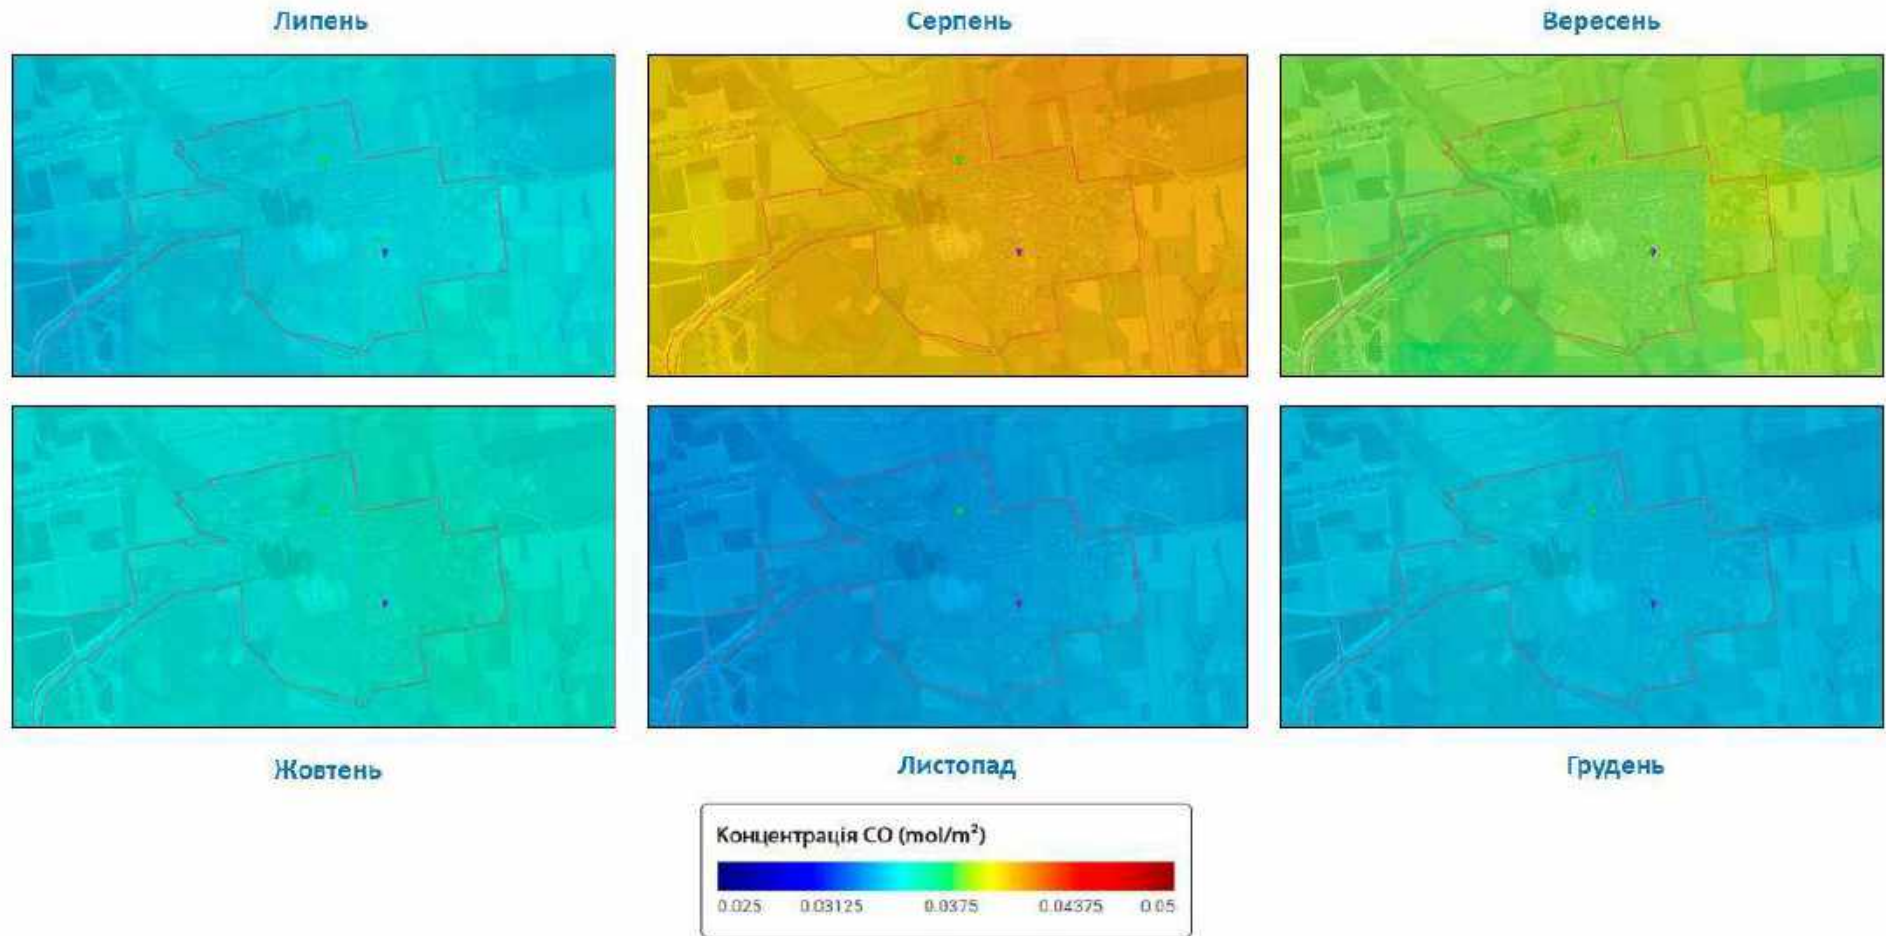 Липень
Серпень
Вересень
Жовтень
Листопад
Грудень
Концентрація CO (mol/m²)
0.025 0.03125 0.0375 0.04375 0.05